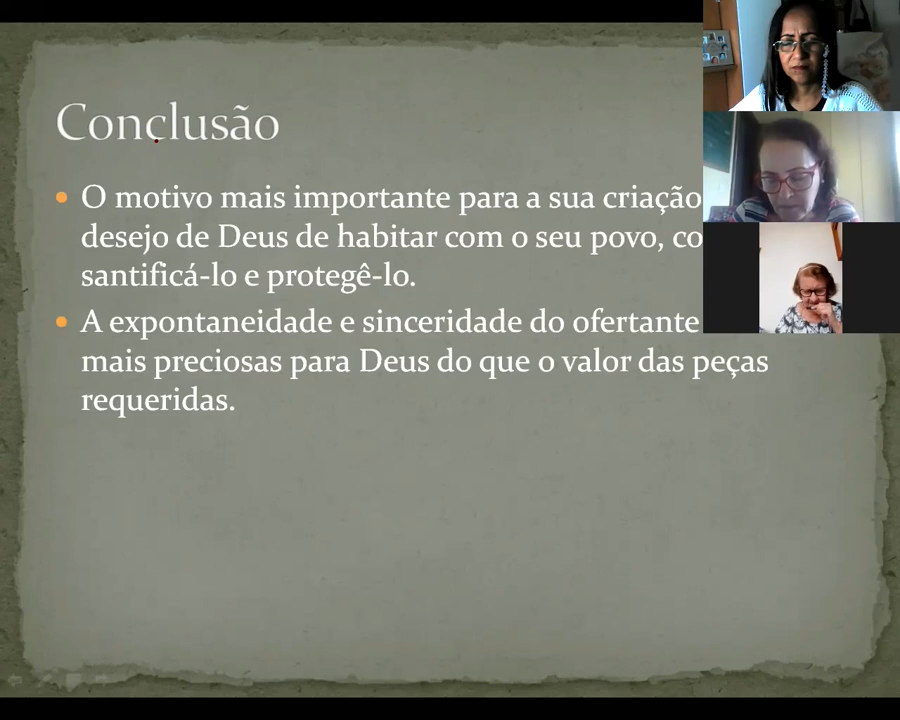 Conclusão
O motivo mais importante para a sua criação
desejo de Deus de habitar com o seu povo,
santificá-lo e protegê-lo.
A expontaneidade e sinceridade do ofertante
mais preciosas para Deus do que o valor das peças
requeridas.